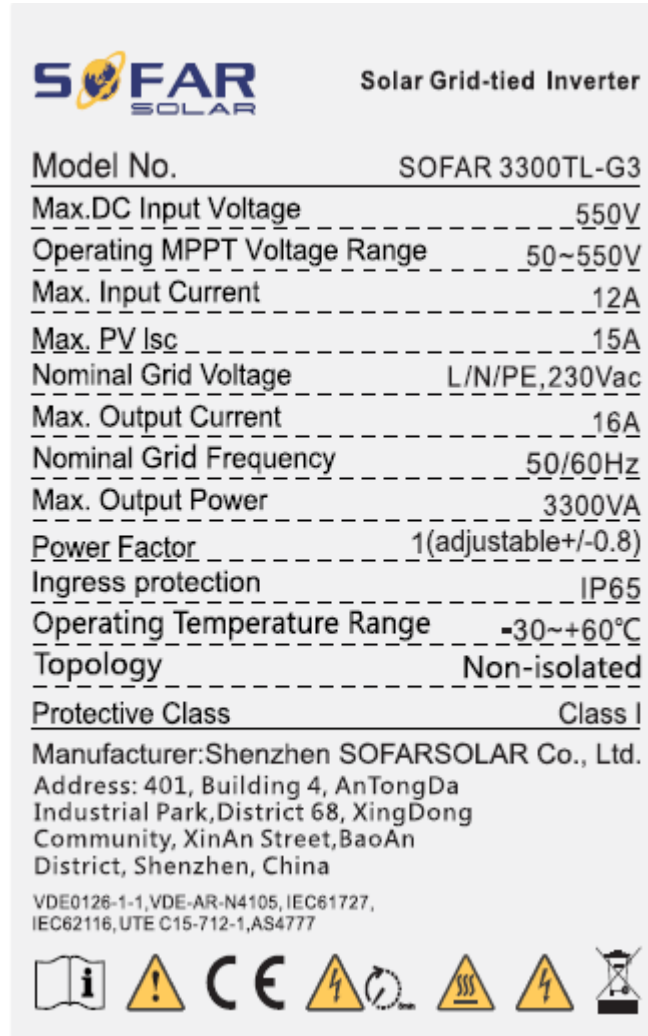 SOFAR
SOLAR
Solar Grid-tied Inverter
Model No. SOFAR 3300TL-G3
Max.DC Input Voltage 550V
Operating MPPT Voltage Range 50~550V
Max. Input Current 12A
Max. PV Isc 15A
Nominal Grid Voltage L/N/PE,230Vac
Max. Output Current 16A
Nominal Grid Frequency 50/60Hz
Max. Output Power 3300VA
Power Factor 1(adjustable+/-0.8)
Ingress protection IP65
Operating Temperature Range -30~+60℃
Topology Non-isolated
Protective Class Class I
Manufacturer:Shenzhen SOFARSOLAR Co., Ltd.
Address: 401, Building 4, AnTongDa
Industrial Park,District 68, XingDong
Community, XinAn Street,BaoAn
District, Shenzhen, China
VDE0126-1-1,VDE-AR-N4105, IEC61727,
IEC62116,UTE C15-712-1,AS4777
i CE